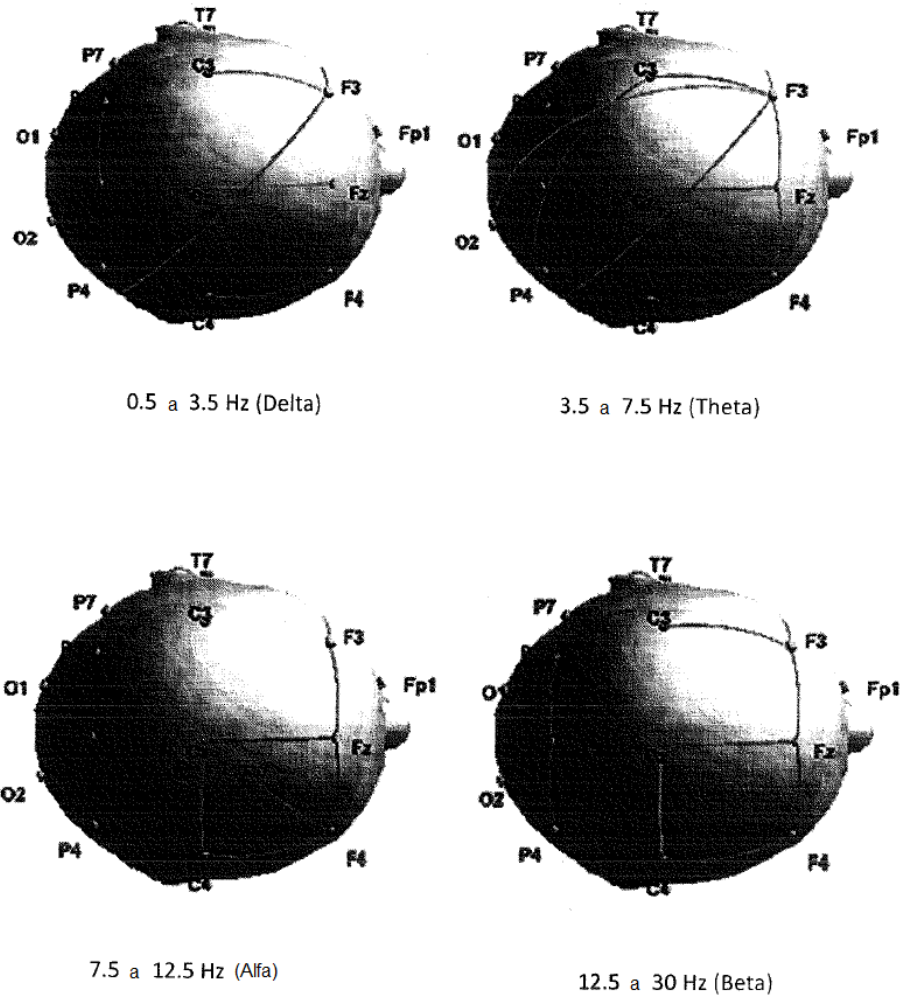 T7
P7
C3
F3
O1
Fp1
Fz
O2
P4
F4
C4
0.5 a 3.5 Hz (Delta)
T7
P7
C3
F3
O1
Fp1
Fz
O2
P4
F4
C4
3.5 a 7.5 Hz (Theta)
T7
P7
C3
F3
O1
Fp1
Fz
O2
P4
F4
C4
7.5 a 12.5 Hz (Alfa)
T7
P7
C3
F3
O1
Fp1
Fz
O2
P4
F4
C4
12.5 a 30 Hz (Beta)